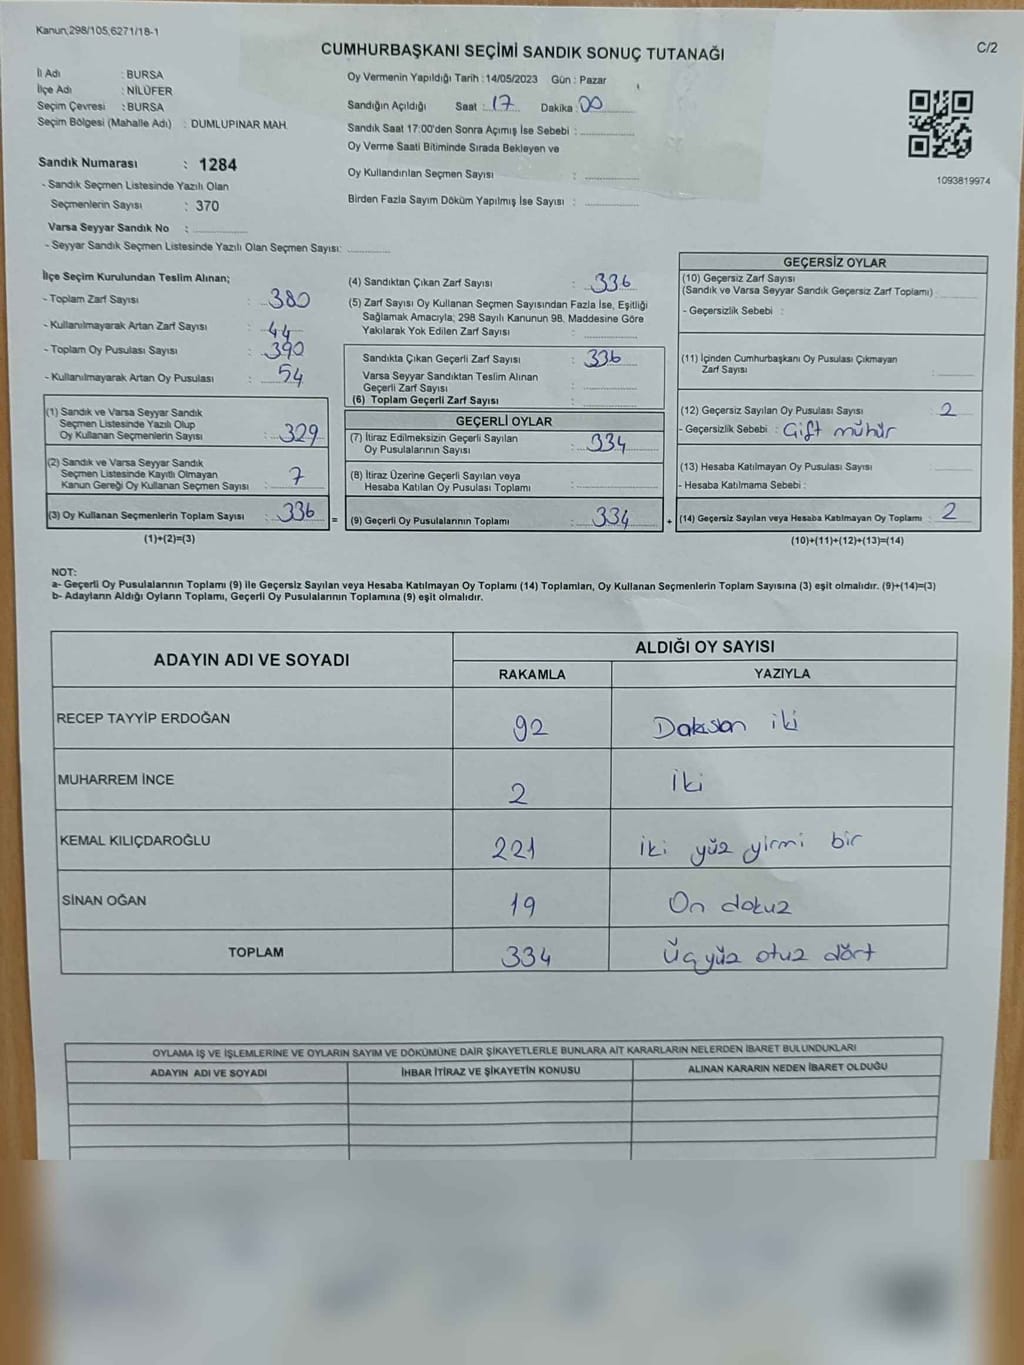 Kanun,298/105,6271/18-1
CUMHURBAŞKANI SEÇİMİ SANDIK SONUÇ TUTANAĞI
C/2
İl Adı : BURSA
İlçe Adı : NİLÜFER
Seçim Çevresi : BURSA
Seçim Bölgesi (Mahalle Adı) : DUMLUPINAR MAH.
Oy Vermenin Yapıldığı Tarih : 14/05/2023 Gün : Pazar
Sandığın Açıldığı Saat : 17 Dakika : 00
Sandık Saat 17:00'den Sonra Açımış İse Sebebi :
Oy Verme Saati Bitiminde Sırada Bekleyen ve
Oy Kullandırılan Seçmen Sayısı :
Birden Fazla Sayım Döküm Yapılmış İse Sayısı :
1093819974
Sandık Numarası : 1284
- Sandık Seçmen Listesinde Yazılı Olan
Seçmenlerin Sayısı : 370
Varsa Seyyar Sandık No :
- Seyyar Sandık Seçmen Listesinde Yazılı Olan Seçmen Sayısı:
İlçe Seçim Kurulundan Teslim Alınan;
- Toplam Zarf Sayısı : 380
- Kullanılmayarak Artan Zarf Sayısı : 44
- Toplam Oy Pusulası Sayısı : 390
- Kullanılmayarak Artan Oy Pusulası : 54
(1) Sandık ve Varsa Seyyar Sandık
Seçmen Listesinde Yazılı Olup
Oy Kullanan Seçmenlerin Sayısı : 329
(2) Sandık ve Varsa Seyyar Sandık
Seçmen Listesinde Kayıtlı Olmayan
Kanun Gereği Oy Kullanan Seçmen Sayısı : 7
(3) Oy Kullanan Seçmenlerin Toplam Sayısı : 336 =
(1)+(2)=(3)
(4) Sandıktan Çıkan Zarf Sayısı : 336
(5) Zarf Sayısı Oy Kullanan Seçmen Sayısından Fazla İse, Eşitliği
Sağlamak Amacıyla; 298 Sayılı Kanunun 98. Maddesine Göre
Yakılarak Yok Edilen Zarf Sayısı :
Sandıkta Çıkan Geçerli Zarf Sayısı : 336
Varsa Seyyar Sandıktan Teslim Alınan
Geçerli Zarf Sayısı :
(6) Toplam Geçerli Zarf Sayısı :
GEÇERLİ OYLAR
(7) İtiraz Edilmeksizin Geçerli Sayılan
Oy Pusulalarının Sayısı : 334
(8) İtiraz Üzerine Geçerli Sayılan veya
Hesaba Katılan Oy Pusulası Toplamı :
(9) Geçerli Oy Pusulalarının Toplamı : 334 +
GEÇERSİZ OYLAR
(10) Geçersiz Zarf Sayısı
(Sandık ve Varsa Seyyar Sandık Geçersiz Zarf Toplamı) :
- Geçersizlik Sebebi :
(11) İçinden Cumhurbaşkanı Oy Pusulası Çıkmayan
Zarf Sayısı :
(12) Geçersiz Sayılan Oy Pusulası Sayısı : 2
- Geçersizlik Sebebi : Çift mühür
(13) Hesaba Katılmayan Oy Pusulası Sayısı :
- Hesaba Katılmama Sebebi :
(14) Geçersiz Sayılan veya Hesaba Katılmayan Oy Toplamı : 2
(10)+(11)+(12)+(13)=(14)
NOT:
a- Geçerli Oy Pusulalarının Toplamı (9) ile Geçersiz Sayılan veya Hesaba Katılmayan Oy Toplamı (14) Toplamları, Oy Kullanan Seçmenlerin Toplam Sayısına (3) eşit olmalıdır. (9)+(14)=(3)
b- Adayların Aldığı Oyların Toplamı, Geçerli Oy Pusulalarının Toplamına (9) eşit olmalıdır.
ADAYIN ADI VE SOYADI
ALDIĞI OY SAYISI
RAKAMLA YAZIYLA
RECEP TAYYİP ERDOĞAN 92 Doksan iki
MUHARREM İNCE 2 İki
KEMAL KILIÇDAROĞLU 221 iki yüz yirmi bir
SİNAN OĞAN 19 On dokuz
TOPLAM 334 Üçyüz otuz dört
OYLAMA İŞ VE İŞLEMLERİNE VE OYLARIN SAYIM VE DÖKÜMÜNE DAİR ŞİKAYETLERLE BUNLARA AİT KARARLARIN NELERDEN İBARET BULUNDUKLARI
ADAYIN ADI VE SOYADI İHBAR İTİRAZ VE ŞİKAYETİN KONUSU ALINAN KARARIN NEDEN İBARET OLDUĞU